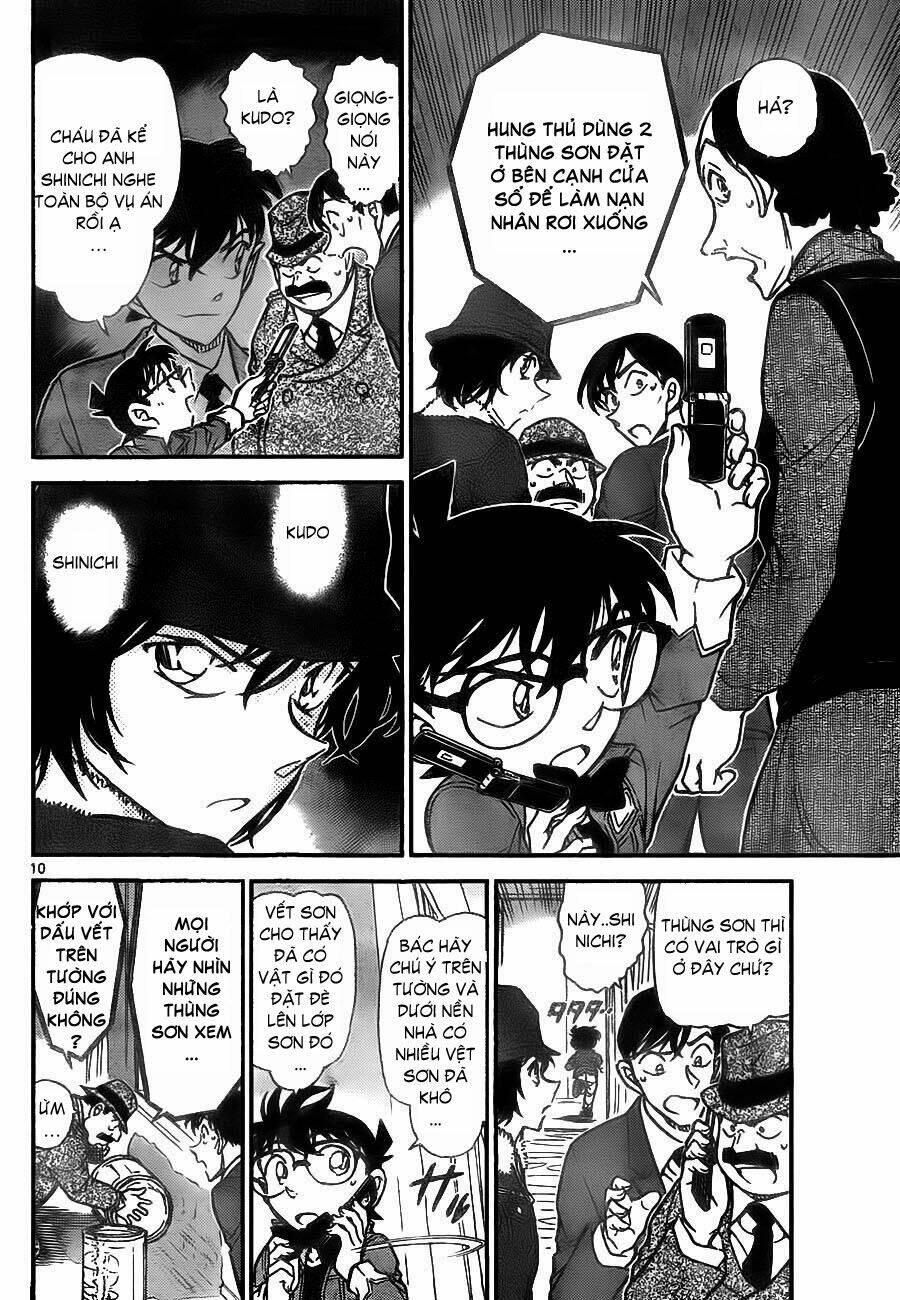 HẢ?
HUNG THỦ DÙNG 2
THÙNG SƠN ĐẶT
Ở BÊN CẠNH CỬA
SỔ ĐỂ LÀM NẠN
NHÂN RƠI XUỐNG
...
GIỌNG-
GIỌNG
NÓI
NÀY
...
LÀ
KUDO?
CHÁU ĐÃ KỂ
CHO ANH
SHINICHI NGHE
TOÀN BỘ VỤ ÁN
RỒI Ạ
...
KUDO
SHINICHI
10
THÙNG SƠN THÌ
CÓ VAI TRÒ GÌ
Ở ĐÂY CHỨ?
NÀY..SHI
NICHI?
タタタ...
BÁC HÃY
CHÚ Ý TRÊN
TƯỜNG VÀ
DƯỚI NỀN
NHÀ CÓ
NHIỀU VỆT
SƠN ĐÃ
KHÔ
VẾT SƠN
CHO THẤY
ĐÃ CÓ
VẬT GÌ ĐÓ
ĐẶT ĐÈ
LÊN LỚP
SƠN ĐÓ
...
MỌI
NGƯỜI
HÃY NHÌN
NHỮNG
THÙNG
SƠN XEM
...
KHỚP VỚI
DẤU VẾT
TRÊN
TƯỜNG
ĐÚNG
KHÔNG
?
ỪM
...